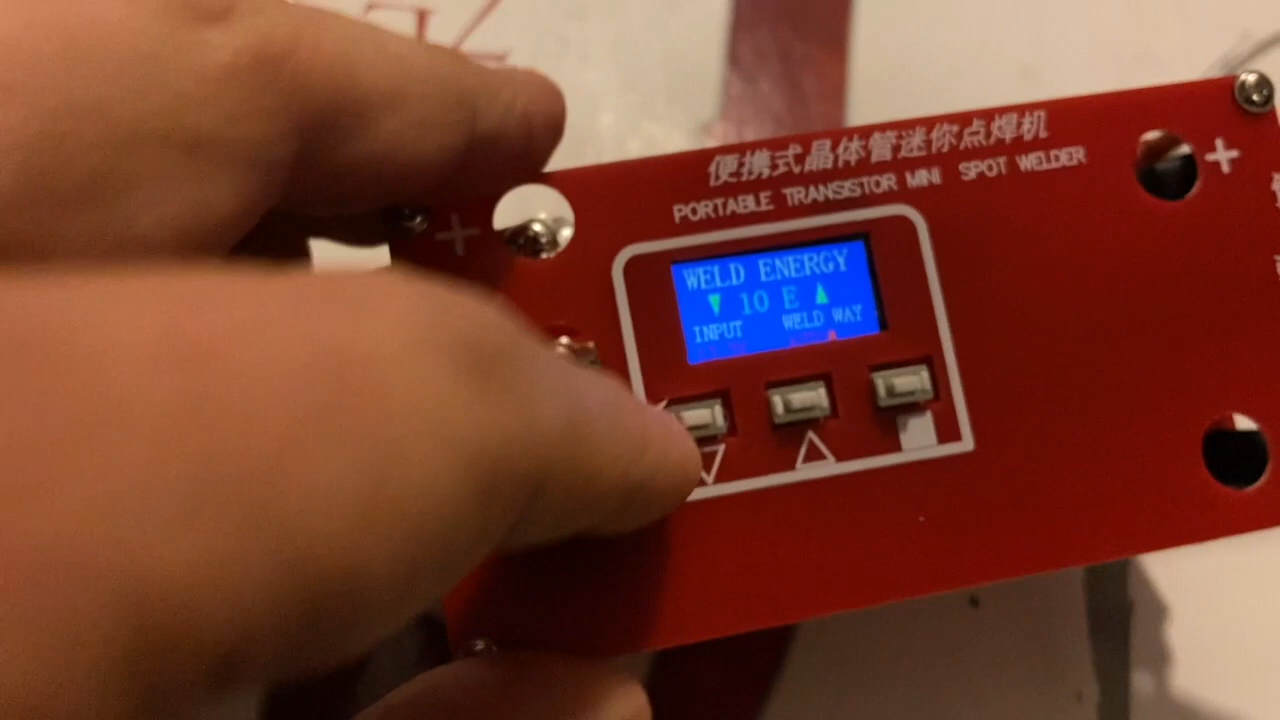 便携式晶体管迷你点焊机
PORTABLE TRANSISTOR MINI SPOT WELDER
+
+
WELD ENERGY
▼ 10 E ▲
INPUT WELD WAY